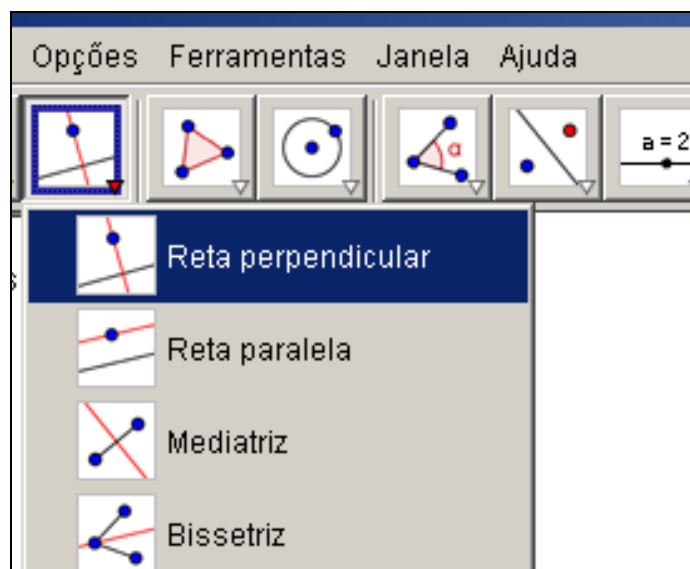 Opções Ferramentas Janela Ajuda
α
a = 2
Reta perpendicular
Reta paralela
Mediatriz
Bissetriz